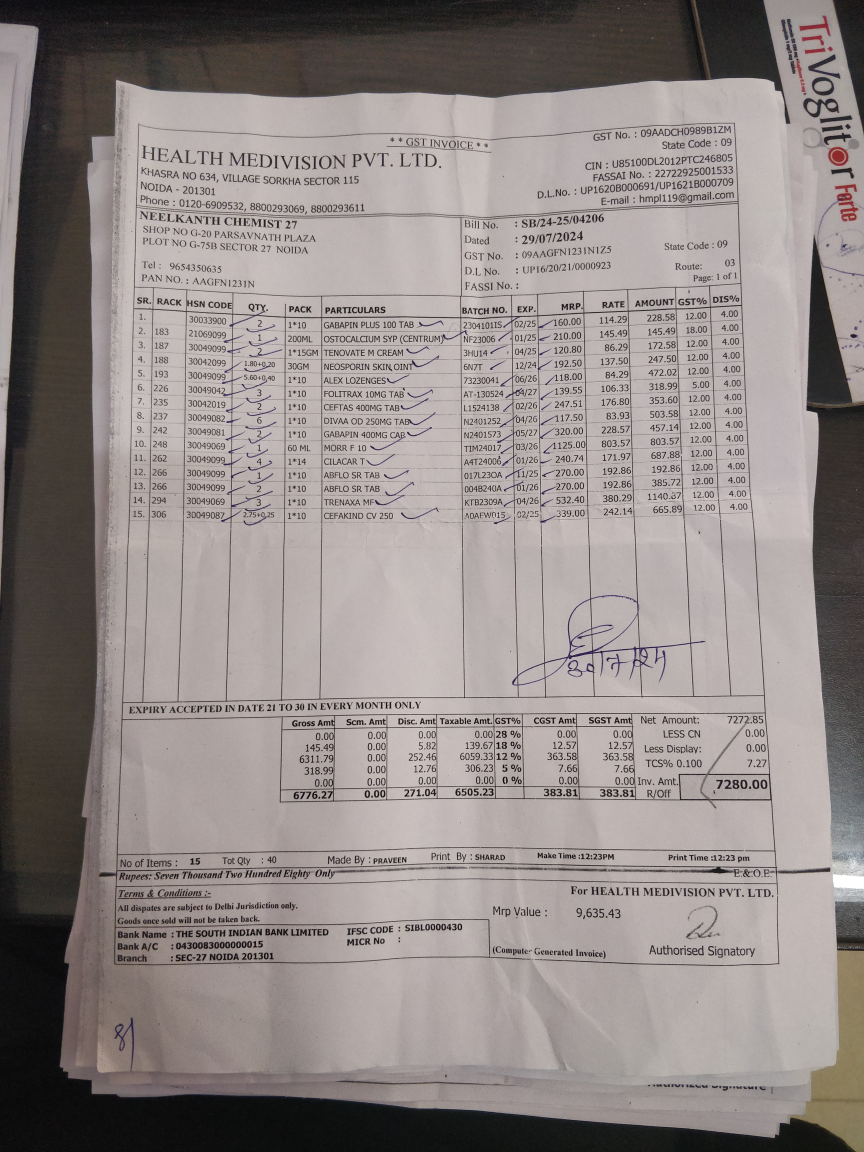 TriVoglitor Forte
* * GST INVOICE * *
GST No. : 09AADCH0989B1ZM
State Code : 09
HEALTH MEDIVISION PVT. LTD.
CIN : U85100DL2012PTC246805
KHASRA NO 634, VILLAGE SORKHA SECTOR 115
FASSAI No. : 22722925001533
NOIDA - 201301
D.L.No. : UP1620B000691/UP1621B000709
Phone : 0120-6909532, 8800293069, 8800293611
E-mail : hmpl119@gmail.com
NEELKANTH CHEMIST 27
SHOP NO G-20 PARSAVNATH PLAZA
PLOT NO G-75B SECTOR 27 NOIDA
Tel : 9654350635
PAN NO. : AAGFN1231N
Bill No. : SB/24-25/04206
Dated : 29/07/2024
GST No. : 09AAGFN1231N1Z5 State Code : 09
D.L No. : UP16/20/21/0000923 Route: 03
FASSI No. : Page: 1 of 1
SR. RACK HSN CODE QTY. PACK PARTICULARS BATCH NO. EXP. MRP. RATE AMOUNT GST% DIS%
1. 30033900 2 1*10 GABAPIN PLUS 100 TAB 2304101IS 02/25 160.00 114.29 228.58 12.00 4.00
2. 183 21069099 1 200ML OSTOCALCIUM SYP (CENTRUM) NF23006 01/25 210.00 145.49 145.49 18.00 4.00
3. 187 30049099 2 1*15GM TENOVATE M CREAM 3HU14 04/25 120.80 86.29 172.58 12.00 4.00
4. 188 30042099 1.80+0.20 30GM NEOSPORIN SKIN OINT 6N7T 12/24 192.50 137.50 247.50 12.00 4.00
5. 193 30049099 5.60+0.40 1*10 ALEX LOZENGES 73230041 06/26 118.00 84.29 472.02 12.00 4.00
6. 226 30049042 3 1*10 FOLITRAX 10MG TAB AT-130524 04/27 139.55 106.33 318.99 5.00 4.00
7. 235 30042019 2 1*10 CEFTAS 400MG TAB L1524138 02/26 247.51 176.80 353.60 12.00 4.00
8. 237 30049082 6 1*10 DIVAA OD 250MG TAB N2401252 04/26 117.50 83.93 503.58 12.00 4.00
9. 242 30049081 2 1*10 GABAPIN 400MG CAP N2401573 05/27 320.00 228.57 457.14 12.00 4.00
10. 248 30049069 1 60 ML MORR F 10 TIM24017 03/26 1125.00 803.57 803.57 12.00 4.00
11. 262 30049099 4 1*14 CILACAR T A4T24006 01/26 240.74 171.97 687.88 12.00 4.00
12. 266 30049099 1 1*10 ABFLO SR TAB 017L230A 11/25 270.00 192.86 192.86 12.00 4.00
13. 266 30049099 2 1*10 ABFLO SR TAB 004B240A 01/26 270.00 192.86 385.72 12.00 4.00
14. 294 30049069 3 1*10 TRENAXA MF KTB2309A 04/26 532.40 380.29 1140.87 12.00 4.00
15. 306 30049087 2.75+0.25 1*10 CEFAKIND CV 250 A0AFW015 02/25 339.00 242.14 665.89 12.00 4.00
30/7/24
EXPIRY ACCEPTED IN DATE 21 TO 30 IN EVERY MONTH ONLY
Gross Amt Scm. Amt Disc. Amt Taxable Amt. GST% CGST Amt SGST Amt
0.00 0.00 0.00 0.00 28 % 0.00 0.00
145.49 0.00 5.82 139.67 18 % 12.57 12.57
6311.79 0.00 252.46 6059.33 12 % 363.58 363.58
318.99 0.00 12.76 306.23 5 % 7.66 7.66
0.00 0.00 0.00 0.00 0 % 0.00 0.00
6776.27 0.00 271.04 6505.23 383.81 383.81
Net Amount: 7272.85
LESS CN 0.00
Less Display: 0.00
TCS% 0.100 7.27
Inv. Amt. R/Off 7280.00
No of Items : 15 Tot Qty : 40 Made By : PRAVEEN Print By : SHARAD Make Time :12:23PM Print Time :12:23 pm
Rupees: Seven Thousand Two Hundred Eighty Only E.& O.E
Terms & Conditions :-
All dispates are subject to Delhi Jurisdiction only.
Goods once sold will not be taken back.
For HEALTH MEDIVISION PVT. LTD.
Mrp Value : 9,635.43
Bank Name : THE SOUTH INDIAN BANK LIMITED IFSC CODE : SIBL0000430
Bank A/C : 0430083000000015 MICR No :
Branch : SEC-27 NOIDA 201301
(Computer Generated Invoice)
Authorised Signatory
8/
Authorized Signature